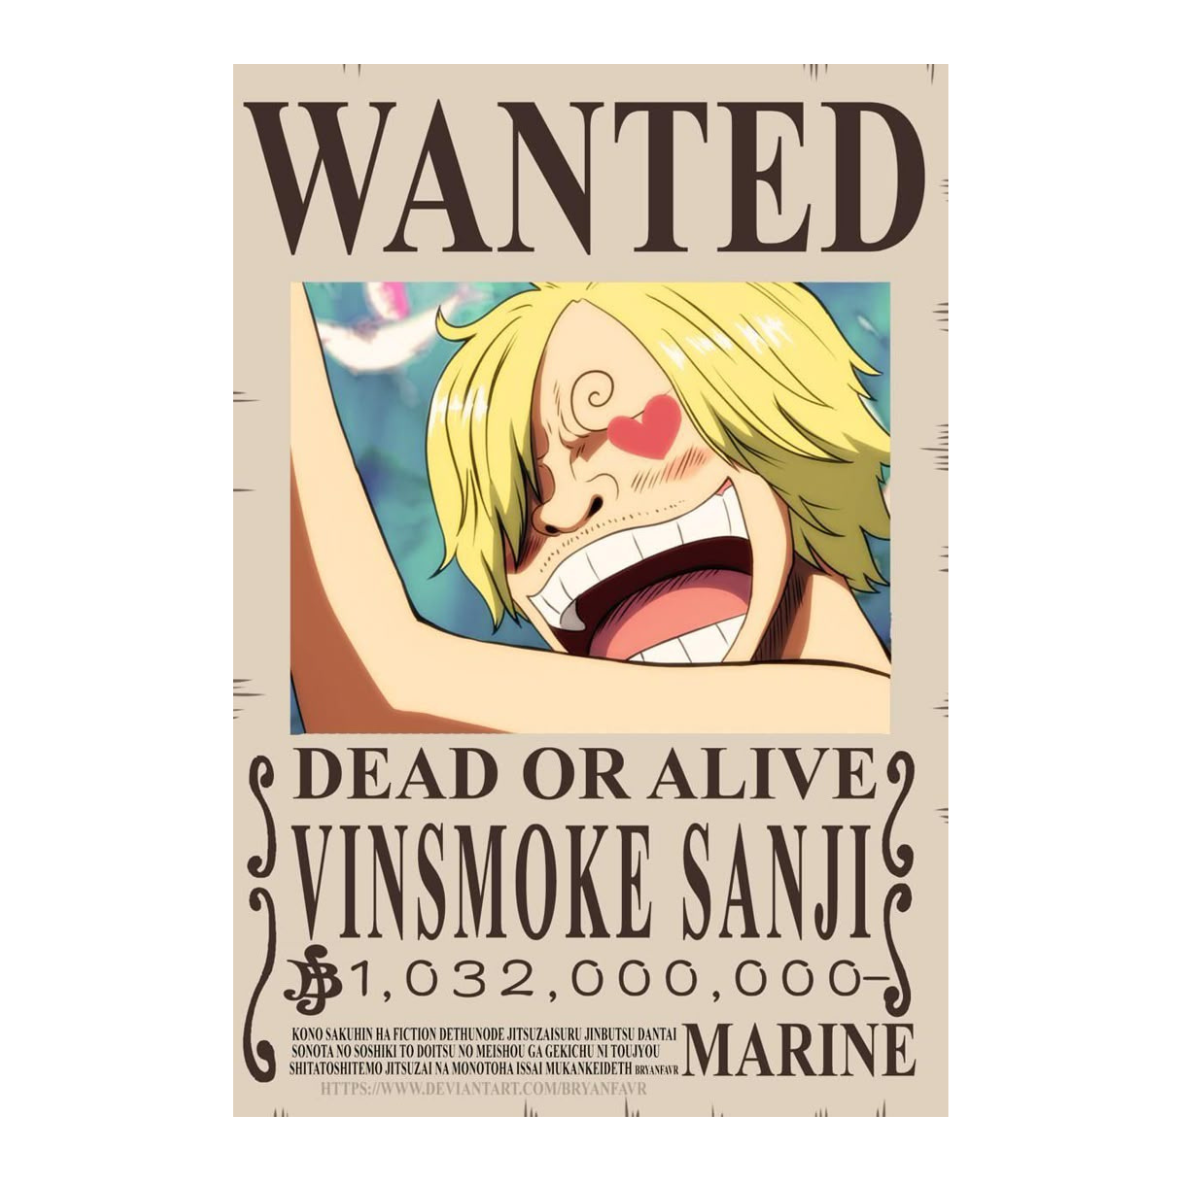 WANTED
DEAD OR ALIVE
VINSMOKE SANJI
฿1,032,000,000-
KONO SAKUHIN HA FICTION DETHUNODE JITSUZAISURU JINBUTSU DANTAI
SONOTA NO SOSHIKI TO DOITSU NO MEISHOU GA GEKICHU NI TOUJYOU
SHITATOSHITEMO JITSUZAI NA MONOTOHA ISSAI MUKANKEIDETH BRYANFAVR
MARINE
HTTPS://WWW.DEVIANTART.COM/BRYANFAVR